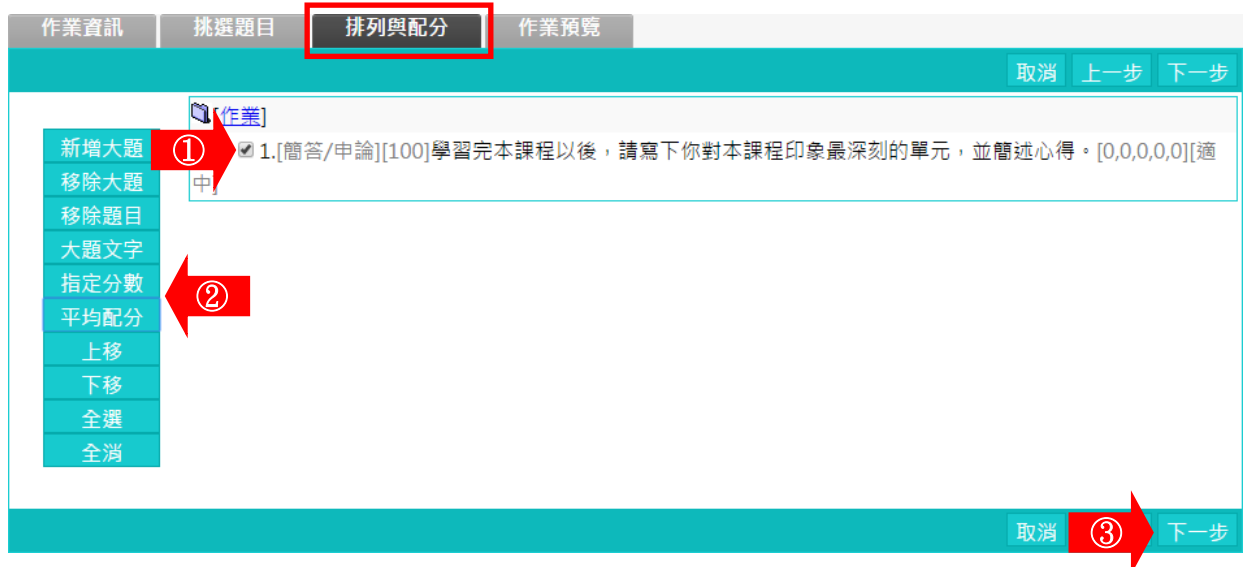 作業資訊 挑選題目 排列與配分 作業預覽
取消 上一步 下一步
[作業]
① 1.[簡答/申論][100]學習完本課程以後，請寫下你對本課程印象最深刻的單元，並簡述心得。[0,0,0,0,0][適
中]
新增大題
移除大題
移除題目
大題文字
指定分數
②
平均配分
上移
下移
全選
全消
取消 ③ 下一步